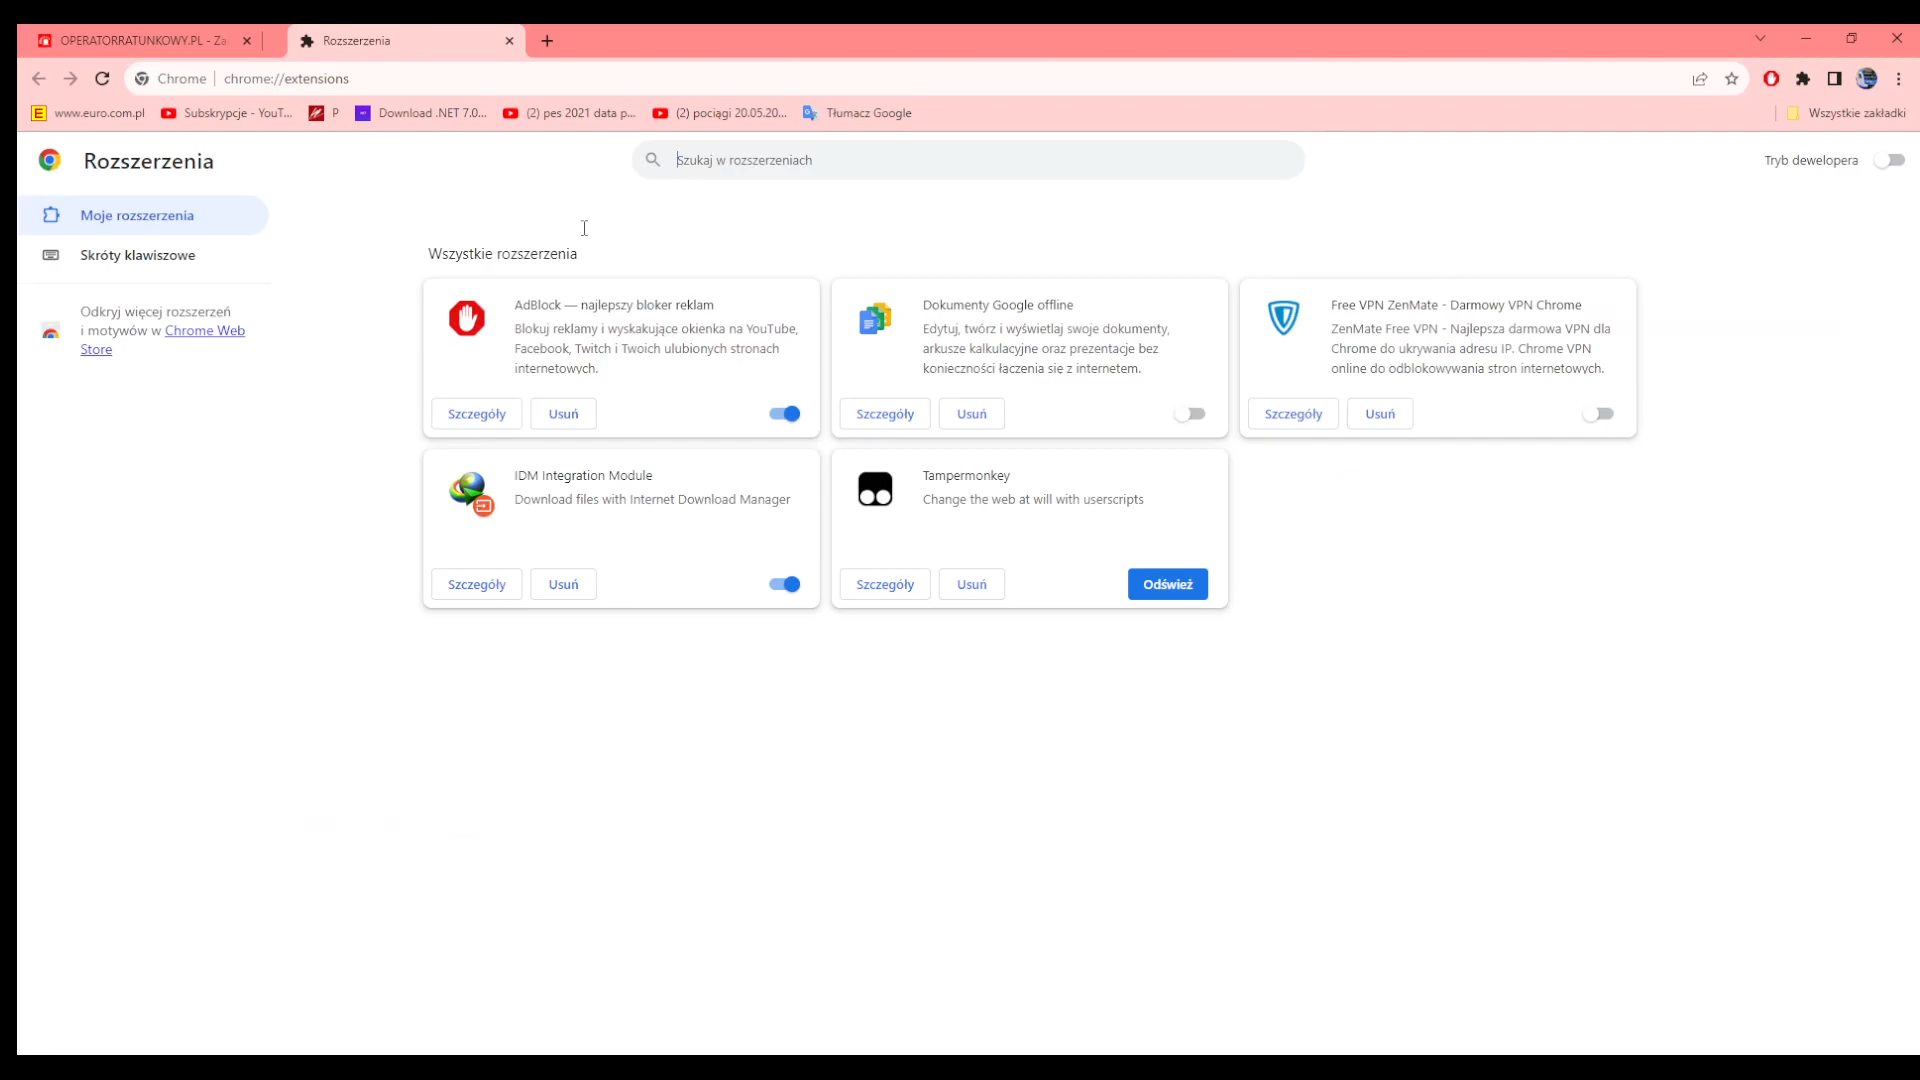 OPERATORRATUNKOWY.PL - Za
Rozszerzenia
Chrome
chrome://extensions
www.euro.com.pl
Subskrypcje - YouT...
P
Download .NET 7.0...
(2) pes 2021 data p...
(2) pociągi 20.05.20...
Tłumacz Google
Wszystkie zakładki
Rozszerzenia
Szukaj w rozszerzeniach
Tryb dewelopera
Moje rozszerzenia
Skróty klawiszowe
Odkryj więcej rozszerzeń
i motywów w Chrome Web
Store
Wszystkie rozszerzenia
AdBlock — najlepszy bloker reklam
Blokuj reklamy i wyskakujące okienka na YouTube,
Facebook, Twitch i Twoich ulubionych stronach
internetowych.
Szczegóły
Usuń
Dokumenty Google offline
Edytuj, twórz i wyświetlaj swoje dokumenty,
arkusze kalkulacyjne oraz prezentacje bez
konieczności łączenia się z internetem.
Szczegóły
Usuń
Free VPN ZenMate - Darmowy VPN Chrome
ZenMate Free VPN - Najlepsza darmowa VPN dla
Chrome do ukrywania adresu IP. Chrome VPN
online do odblokowywania stron internetowych.
Szczegóły
Usuń
IDM Integration Module
Download files with Internet Download Manager
Szczegóły
Usuń
Tampermonkey
Change the web at will with userscripts
Szczegóły
Usuń
Odśwież